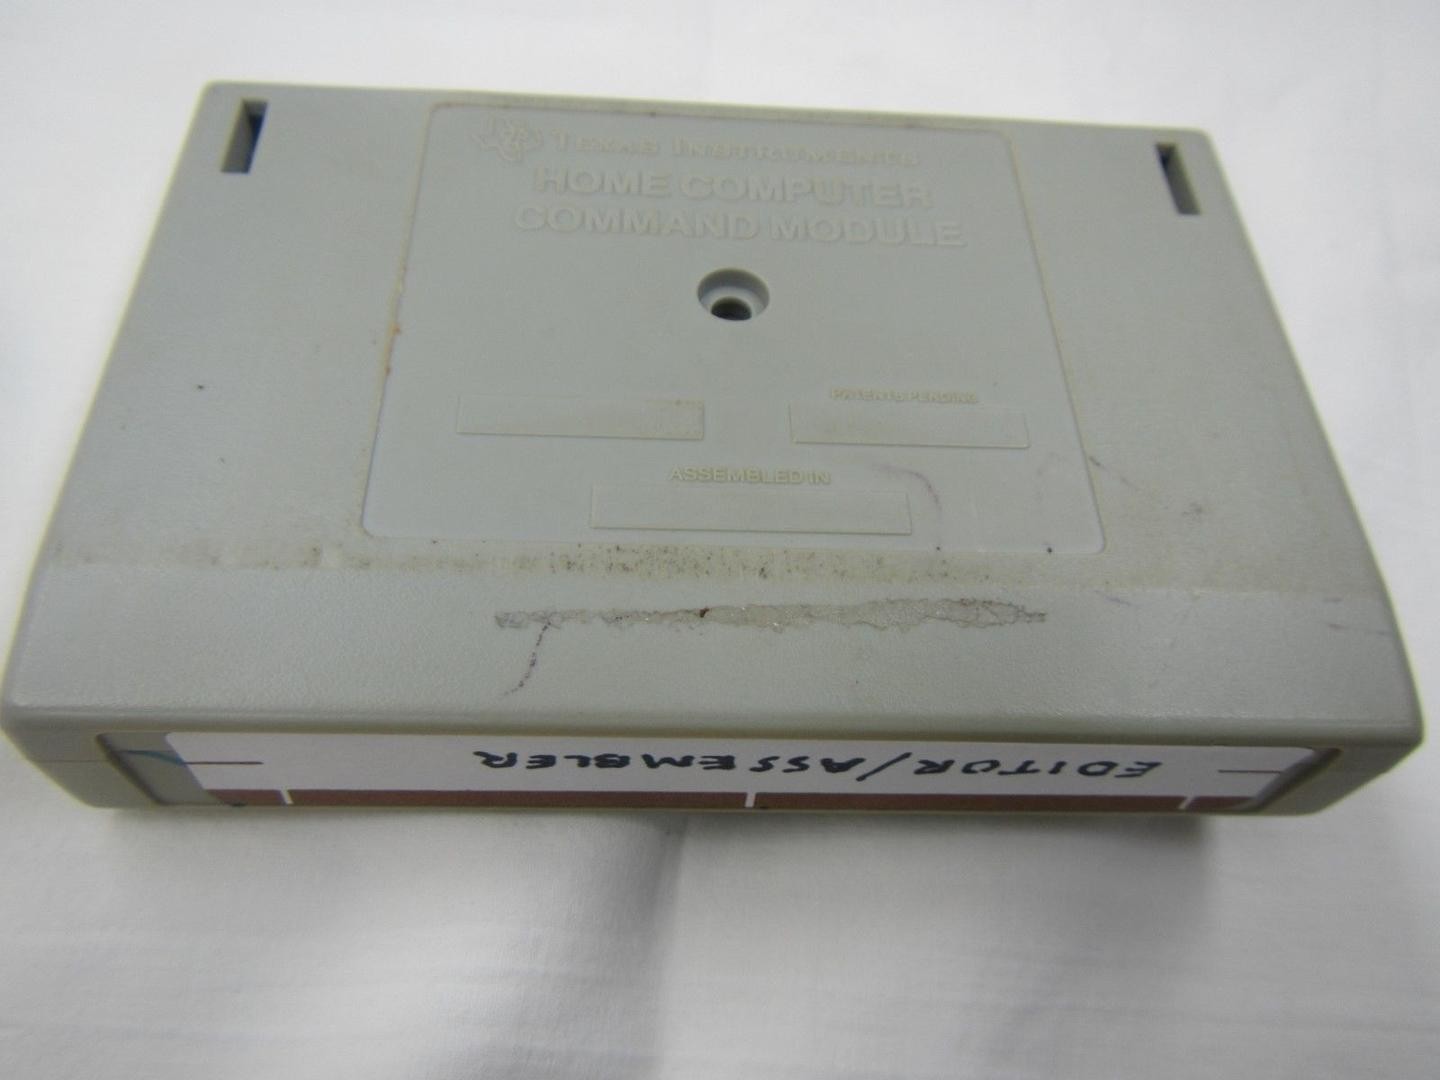 TEXAS INSTRUMENTS
HOME COMPUTER
COMMAND MODULE
PATENTS PENDING
ASSEMBLED IN
EDITOR/ASSEMBLER